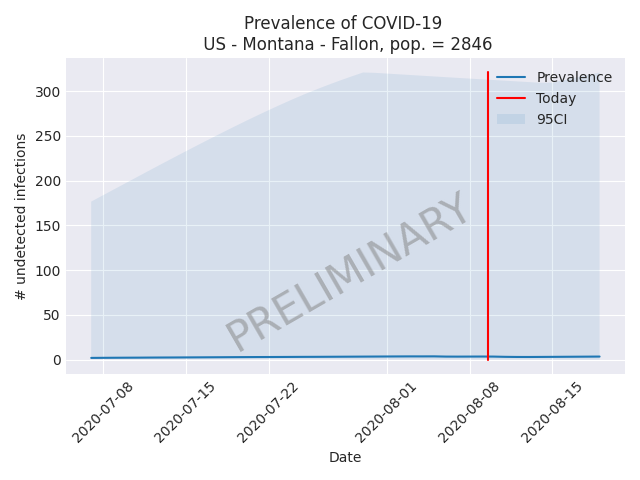 Prevalence of COVID-19
US - Montana - Fallon, pop. = 2846
Prevalence
Today
95CI
# undetected infections
300
250
200
150
100
50
0
PRELIMINARY
2020-07-08
2020-07-15
2020-07-22
2020-08-01
2020-08-08
2020-08-15
Date